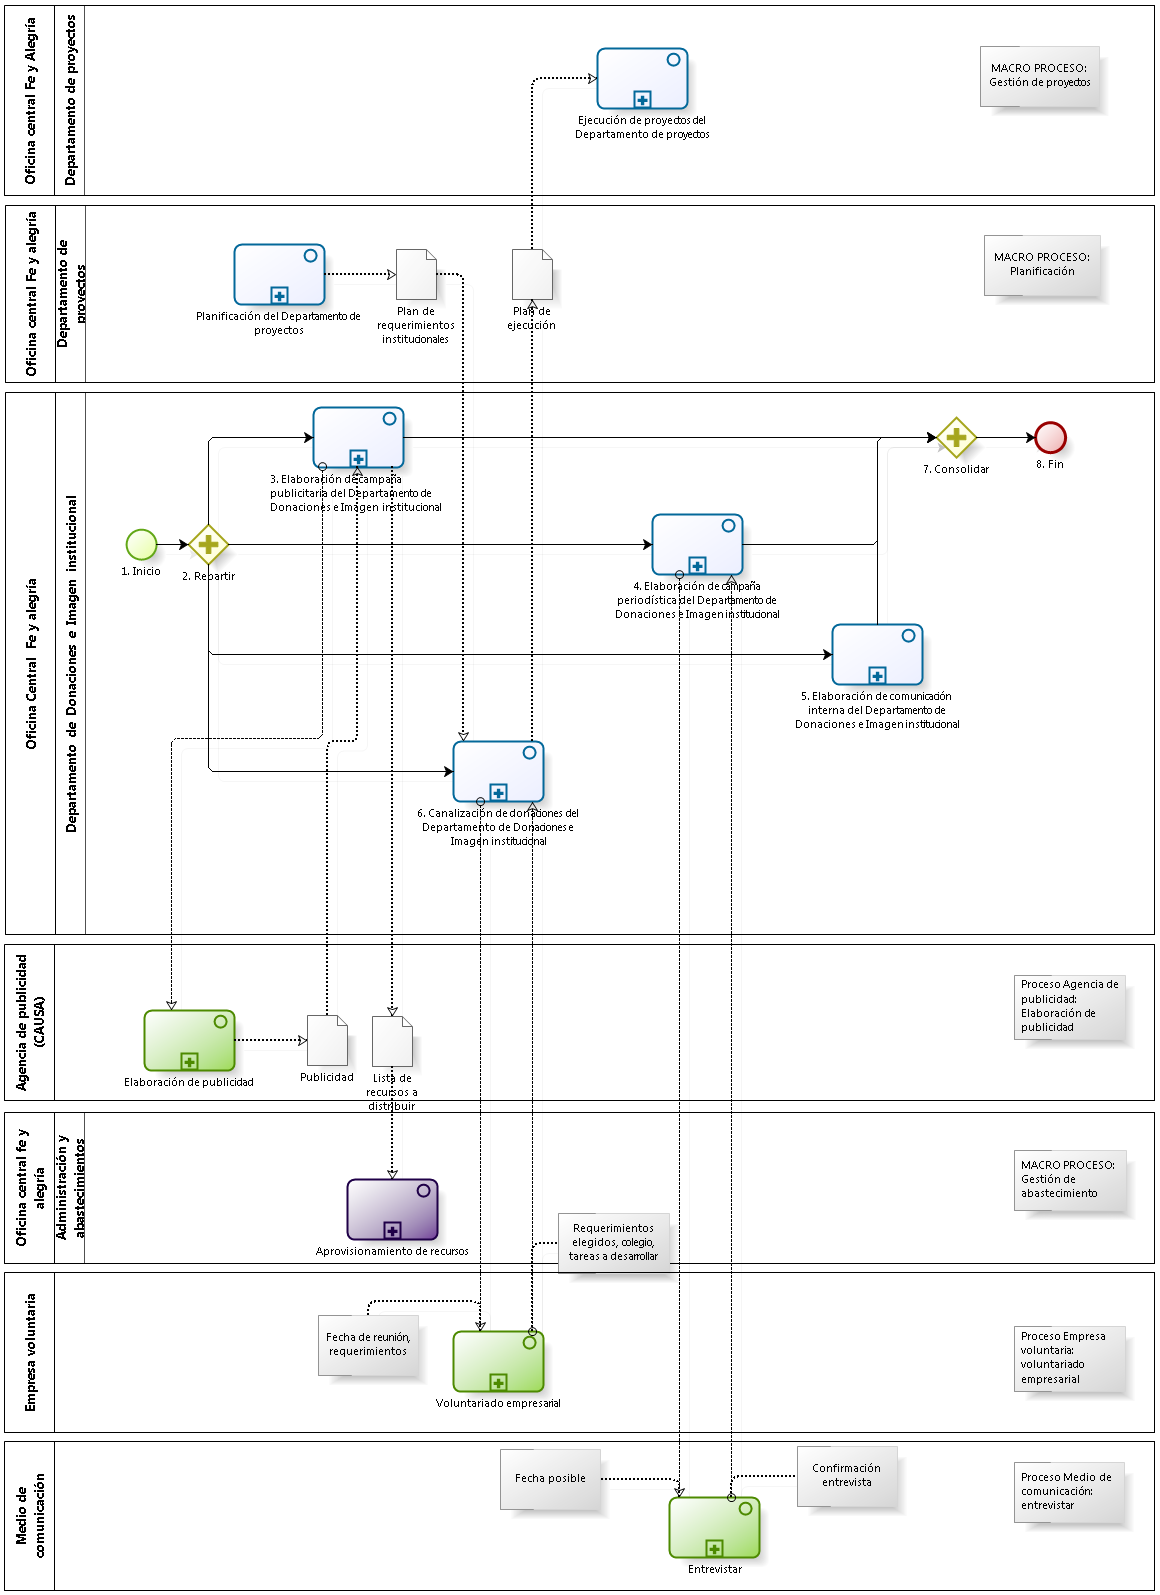 Oficina central Fe y Alegría
Departamento de proyectos
Ejecución de proyectos del
Departamento de proyectos
MACRO PROCESO:
Gestión de proyectos
Oficina central Fe y alegría
Departamento de
proyectos
Planificación del Departamento de
proyectos
Plan de
requerimientos
institucionales
Plan de
ejecución
MACRO PROCESO:
Planificación
Oficina Central Fe y alegría
Departamento de Donaciones e Imagen institucional
1. Inicio
2. Repartir
3. Elaboración de campaña
publicitaria del Departamento de
Donaciones e Imagen institucional
4. Elaboración de campaña
periodística del Departamento de
Donaciones e Imagen institucional
5. Elaboración de comunicación
interna del Departamento de
Donaciones e Imagen institucional
6. Canalización de donaciones del
Departamento de Donaciones e
Imagen institucional
7. Consolidar
8. Fin
Agencia de publicidad
(CAUSA)
Elaboración de publicidad
Publicidad
Lista de
recursos a
distribuir
Proceso Agencia de
publicidad:
Elaboración de
publicidad
Oficina central fe y
alegría
Administración y
abastecimientos
Aprovisionamiento de recursos
MACRO PROCESO:
Gestión de
abastecimiento
Requerimientos
elegidos, colegio,
tareas a desarrollar
Empresa voluntaria
Fecha de reunión,
requerimientos
Voluntariado empresarial
Proceso Empresa
voluntaria:
voluntariado
empresarial
Medio de
comunicación
Fecha posible
Confirmación
entrevista
Entrevistar
Proceso Medio de
comunicación:
entrevistar